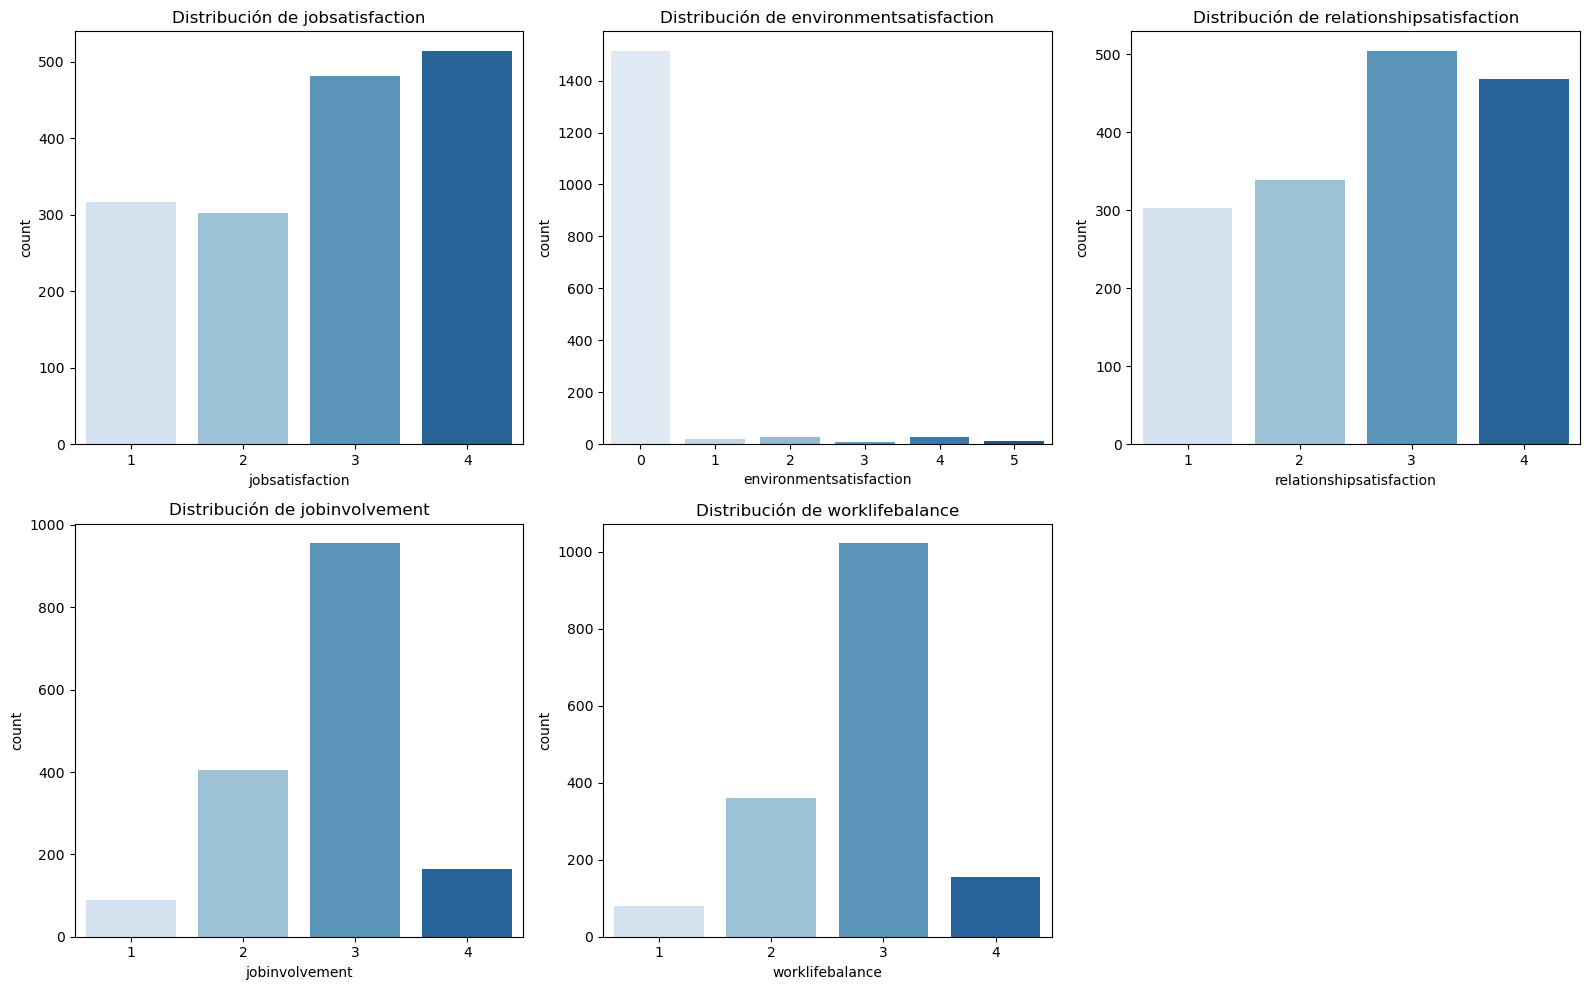 Distribución de jobsatisfaction
500
400
300
200
100
0
count
1 2 3 4
jobsatisfaction
Distribución de environmentsatisfaction
1400
1200
1000
800
600
400
200
0
count
0 1 2 3 4 5
environmentsatisfaction
Distribución de relationshipsatisfaction
500
400
300
200
100
0
count
1 2 3 4
relationshipsatisfaction
Distribución de jobinvolvement
1000
800
600
400
200
0
count
1 2 3 4
jobinvolvement
Distribución de worklifebalance
1000
800
600
400
200
0
count
1 2 3 4
worklifebalance